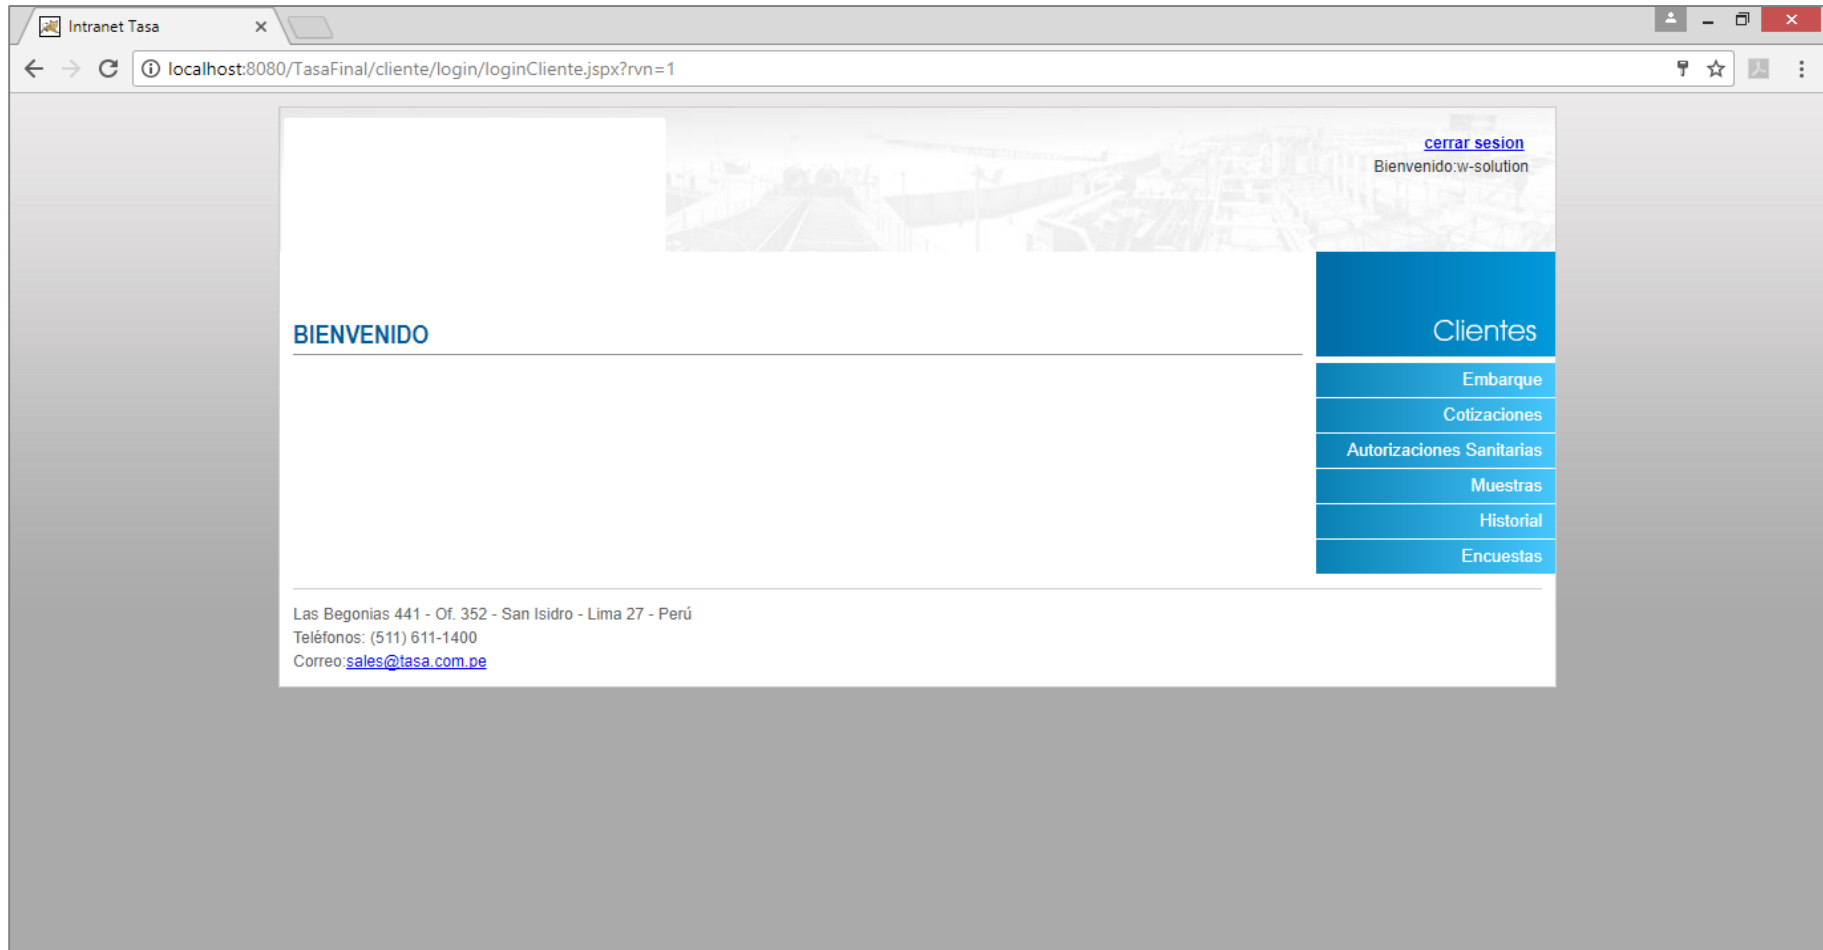 Intranet Tasa
localhost:8080/TasaFinal/cliente/login/loginCliente.jspx?rvn=1
cerrar sesion
Bienvenido:w-solution
BIENVENIDO
Clientes
Embarque
Cotizaciones
Autorizaciones Sanitarias
Muestras
Historial
Encuestas
Las Begonias 441 - Of. 352 - San Isidro - Lima 27 - Perú
Teléfonos: (511) 611-1400
Correo:sales@tasa.com.pe